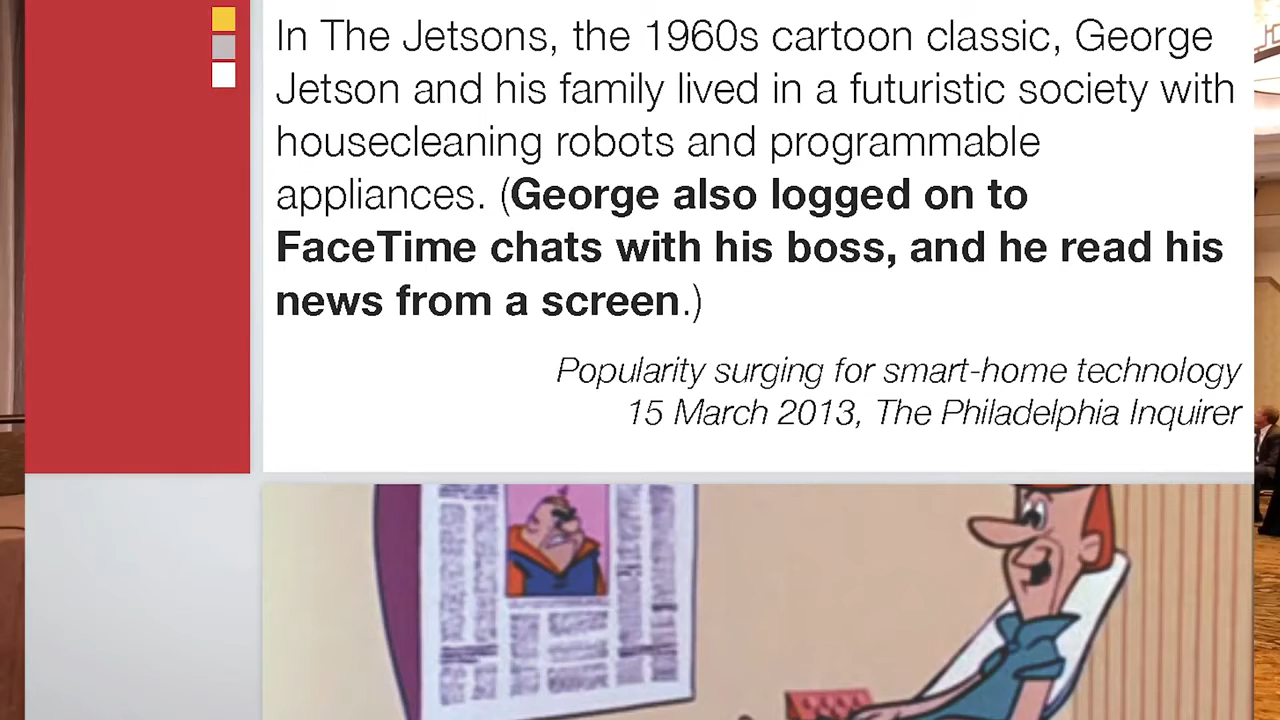 In The Jetsons, the 1960s cartoon classic, George
Jetson and his family lived in a futuristic society with
housecleaning robots and programmable
appliances. (George also logged on to
FaceTime chats with his boss, and he read his
news from a screen.)
Popularity surging for smart-home technology
15 March 2013, The Philadelphia Inquirer